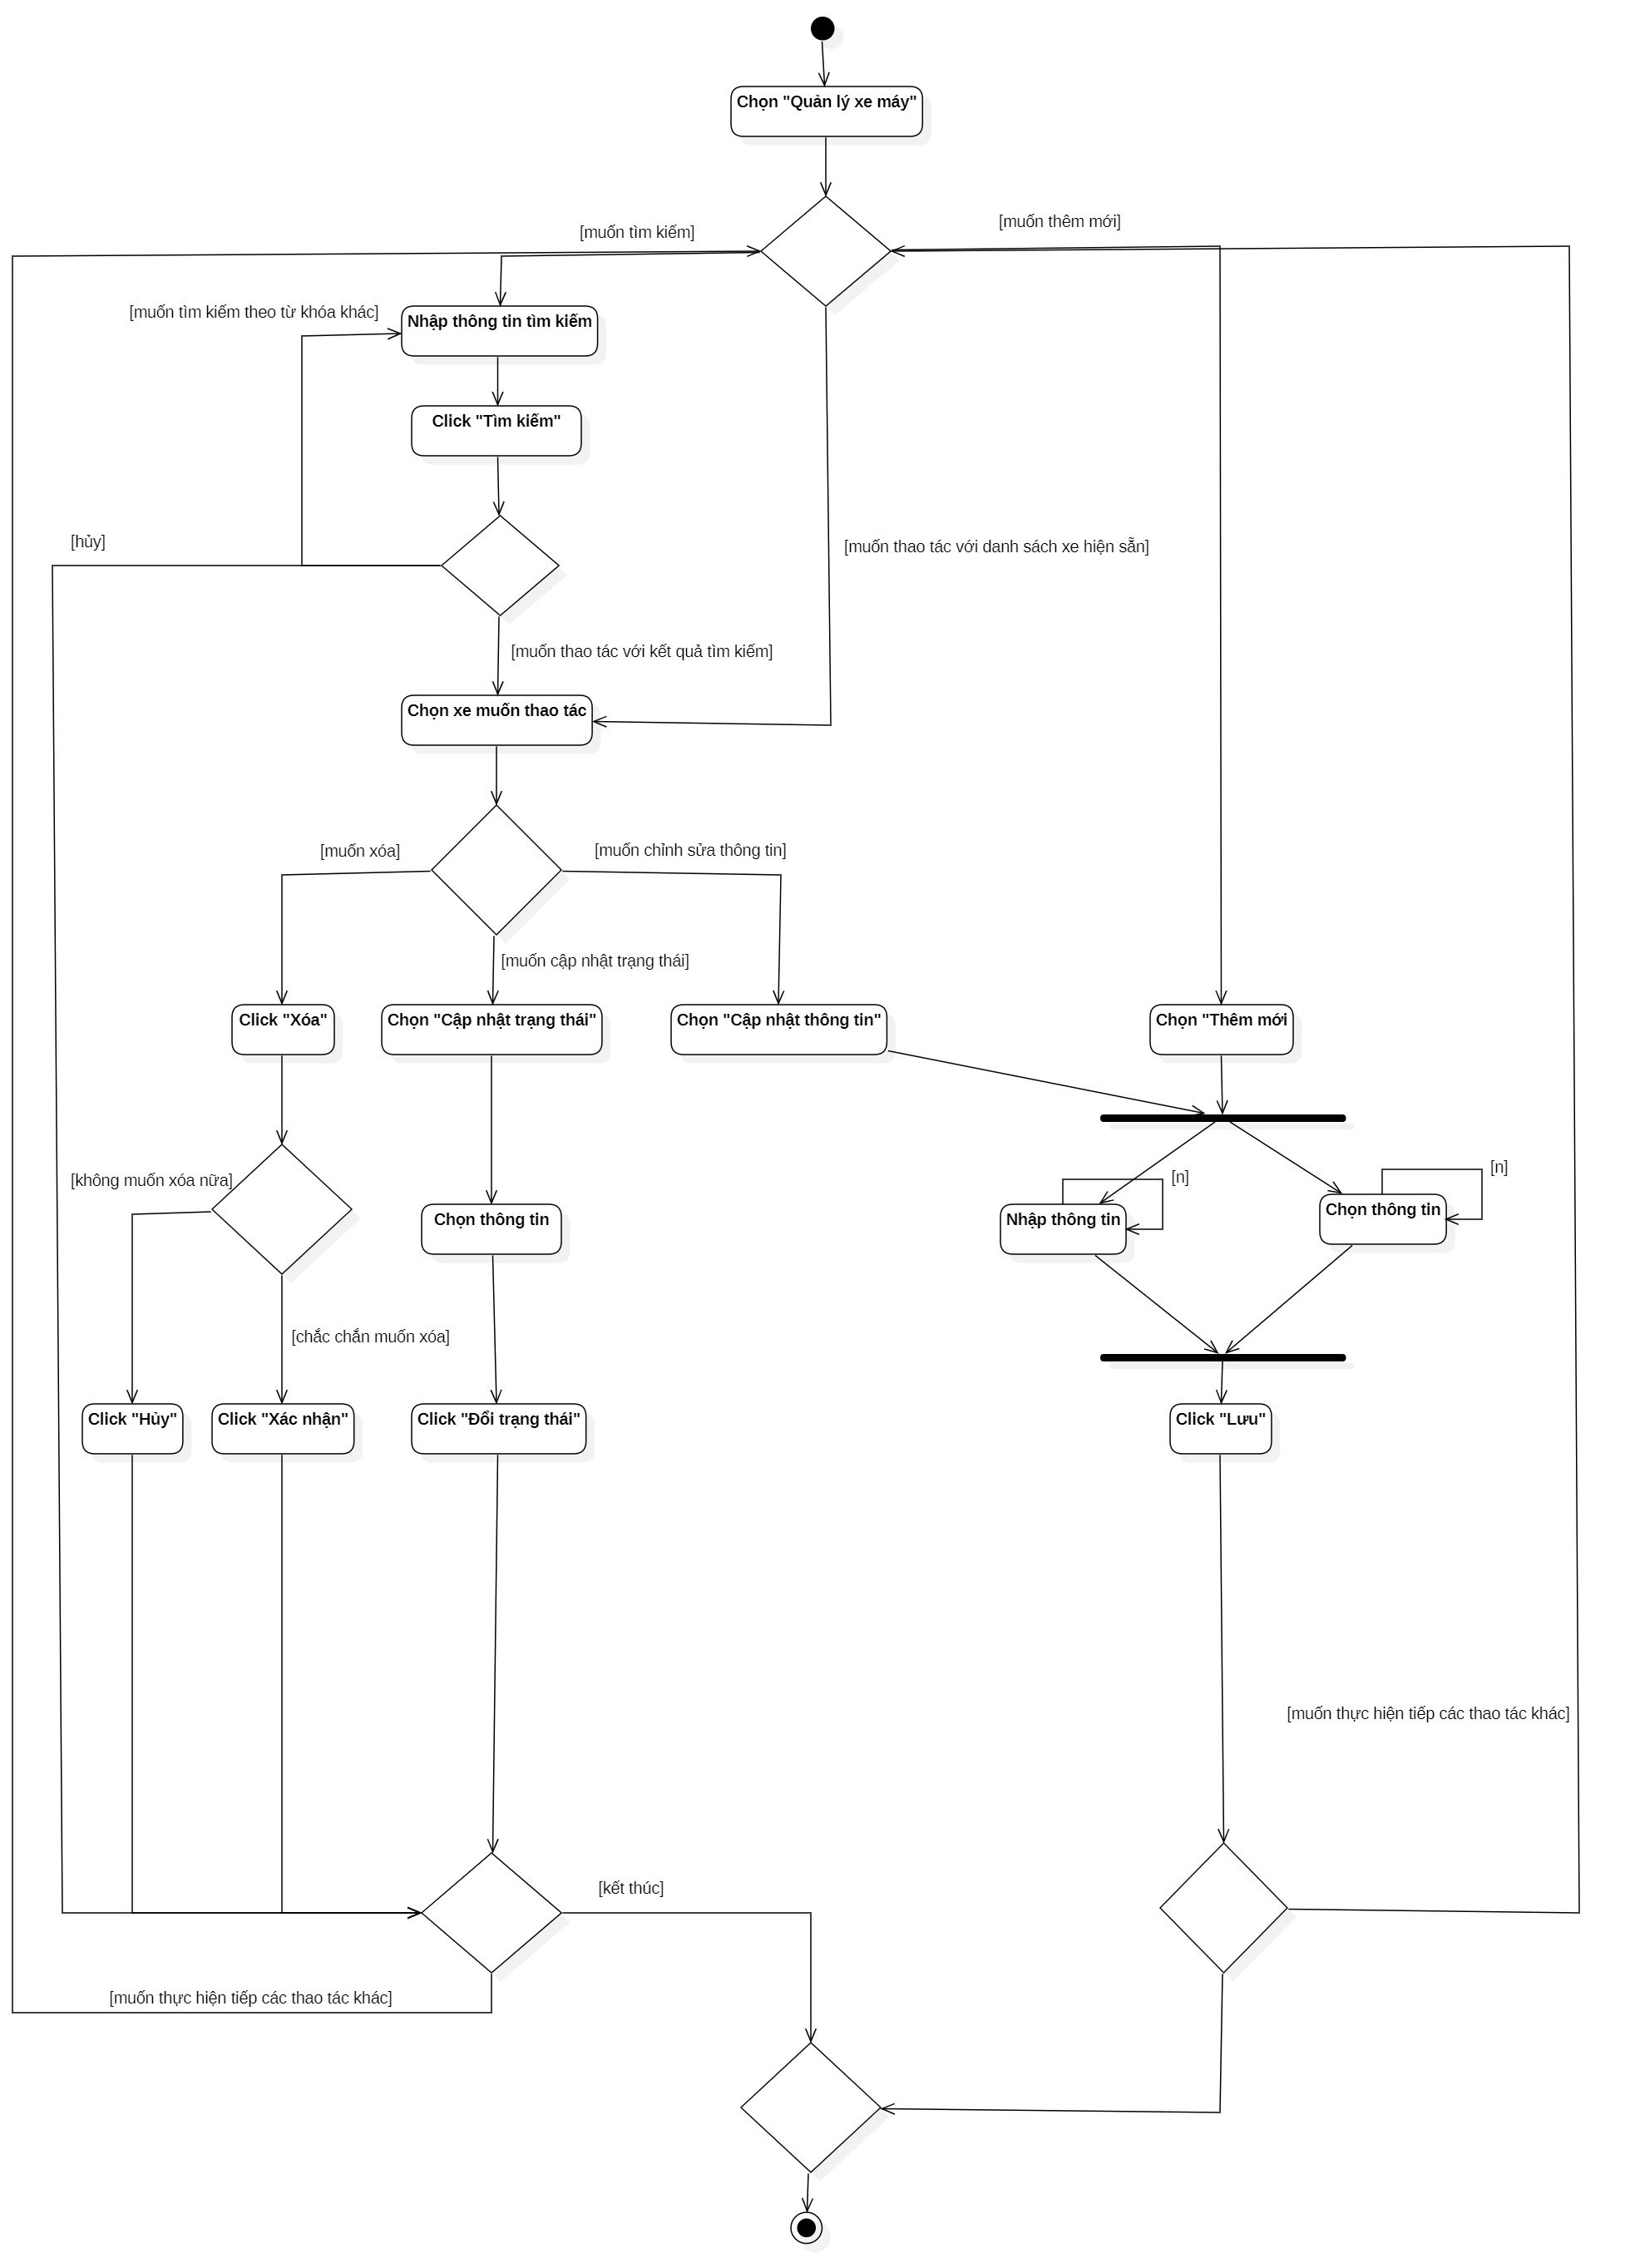 Chọn "Quản lý xe máy"
[muốn thêm mới]
[muốn tìm kiếm]
[muốn tìm kiếm theo từ khóa khác]
Nhập thông tin tìm kiếm
Click "Tìm kiếm"
[hủy]
[muốn thao tác với danh sách xe hiện sẵn]
[muốn thao tác với kết quả tìm kiếm]
Chọn xe muốn thao tác
[muốn xóa]
[muốn chỉnh sửa thông tin]
[muốn cập nhật trạng thái]
Click "Xóa"
Chọn "Cập nhật trạng thái"
Chọn "Cập nhật thông tin"
Chọn "Thêm mới
[không muốn xóa nữa]
[n]
[n]
Chọn thông tin
Nhập thông tin
Chọn thông tin
[chắc chắn muốn xóa]
Click "Hủy"
Click "Xác nhận"
Click "Đổi trạng thái"
Click "Lưu"
[muốn thực hiện tiếp các thao tác khác]
[kết thúc]
[muốn thực hiện tiếp các thao tác khác]